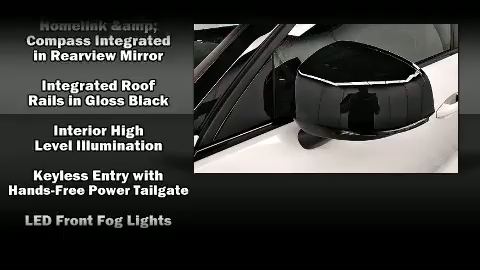 Homelink &amp;
Compass Integrated
in Rearview Mirror
Integrated Roof
Rails in Gloss Black
Interior High
Level Illumination
Keyless Entry with
Hands-Free Power Tailgate
LED Front Fog Lights